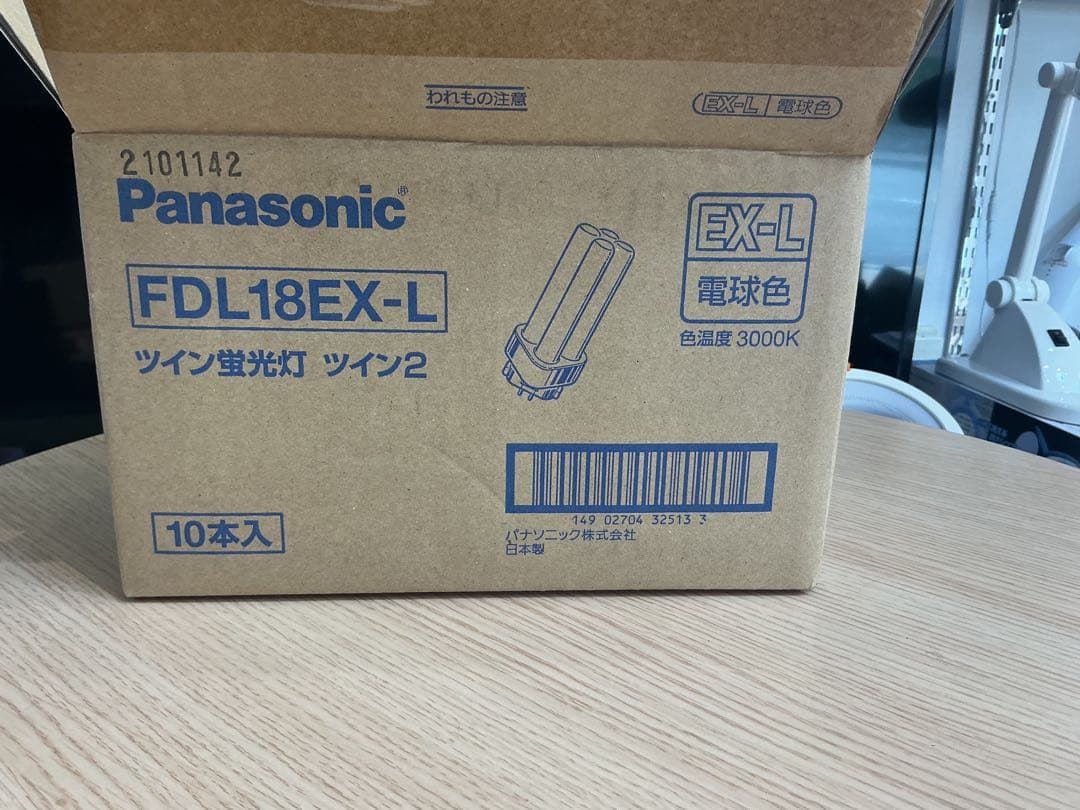 われもの注意
EX-L 電球色
2101142
Panasonic®
EX-L
電球色
色温度 3000K
FDL18EX-L
ツイン蛍光灯 ツイン2
149 02704 32513 3
パナソニック株式会社
日本製
10本入